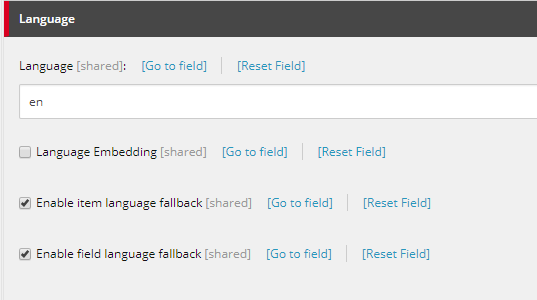 Language
Language [shared]: [Go to field] [Reset Field]
en
Language Embedding [shared] [Go to field] [Reset Field]
Enable item language fallback [shared] [Go to field] [Reset Field]
Enable field language fallback [shared] [Go to field] [Reset Field]